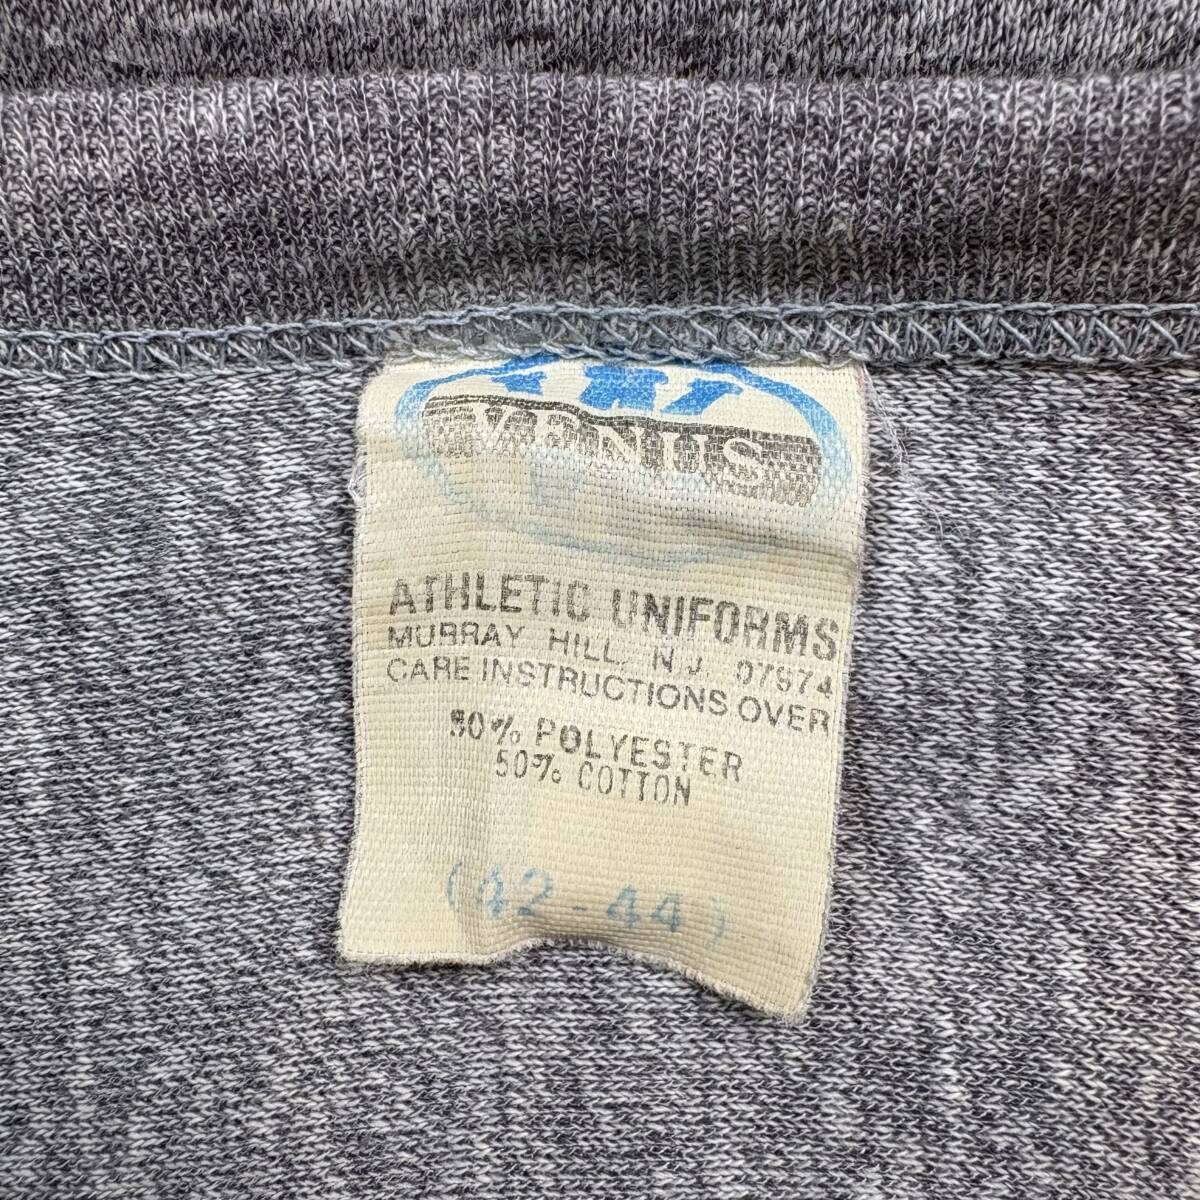 VENUS
ATHLETIC UNIFORMS
MURRAY HILL, N.J. 07974
CARE INSTRUCTIONS OVER
50% POLYESTER
50% COTTON
(42-44)